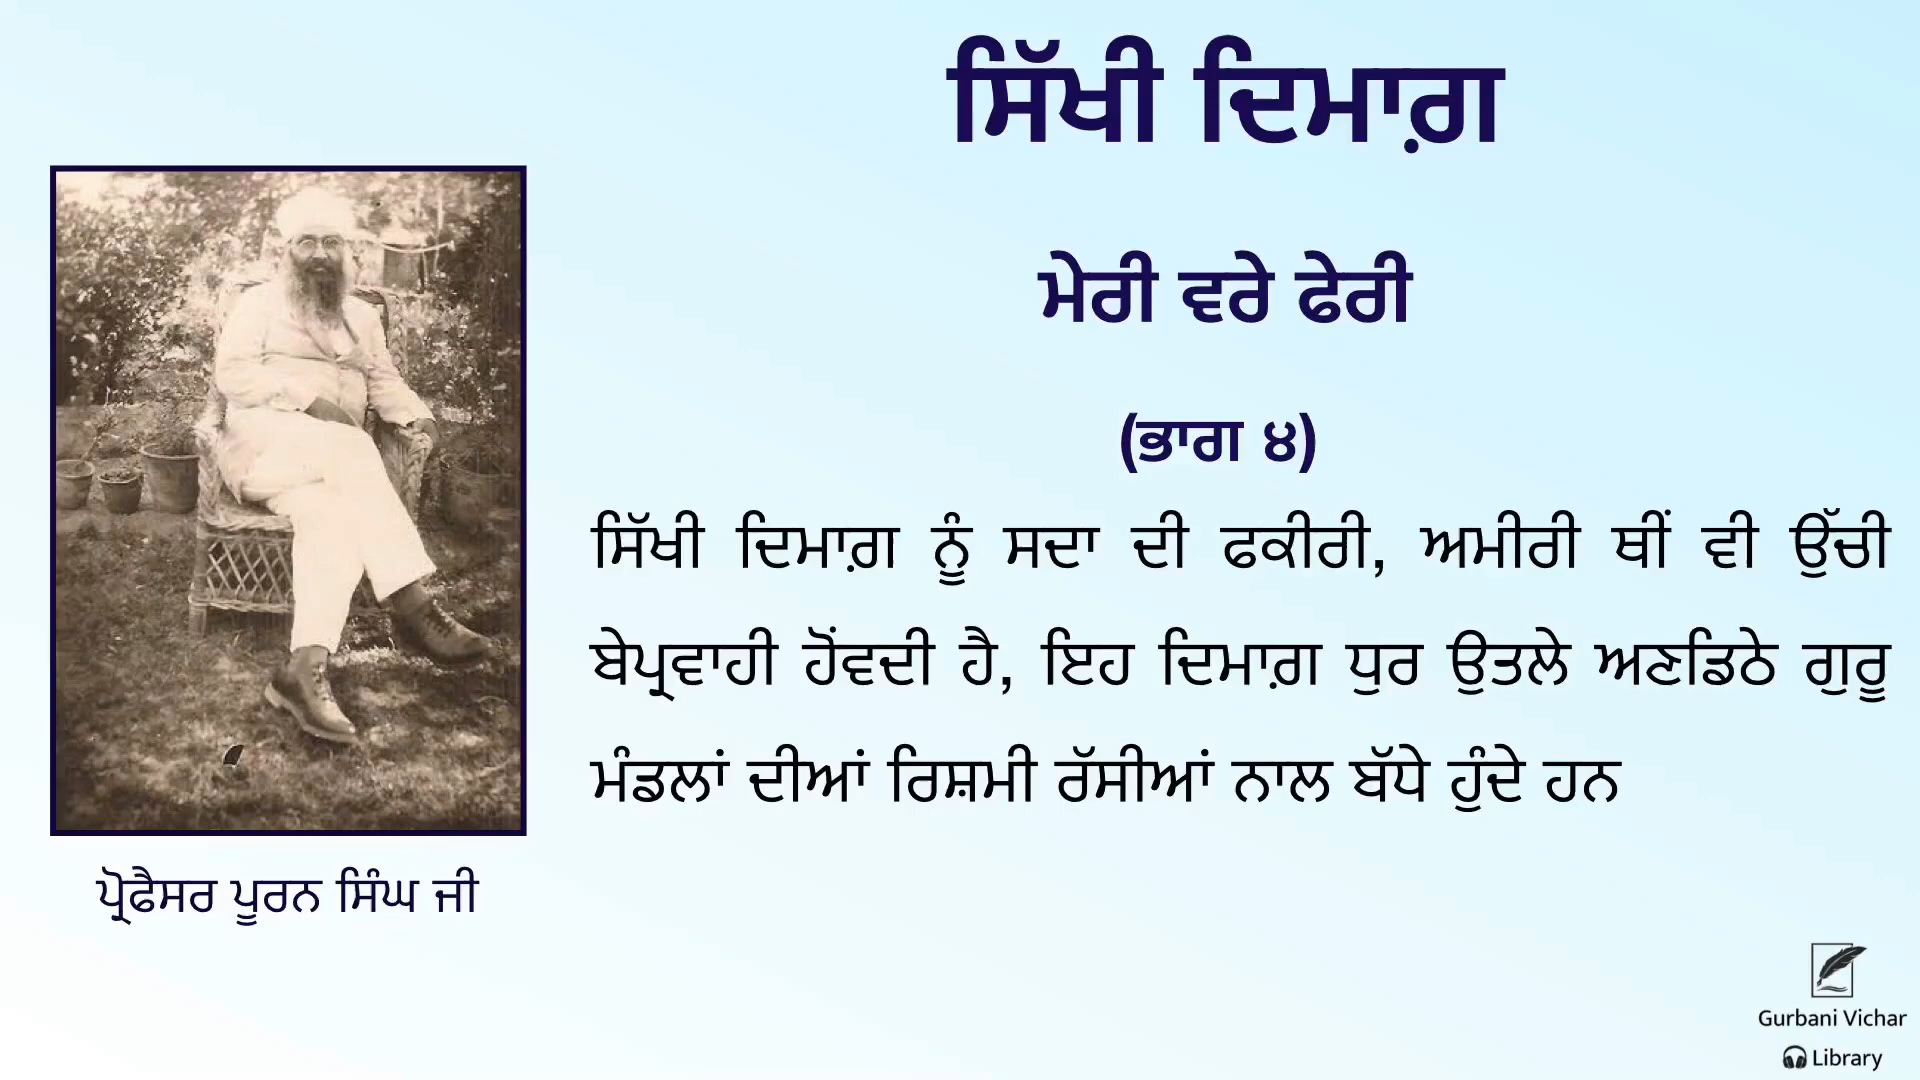 ਸਿੱਖੀ ਦਿਮਾਗ਼
ਮੇਰੀ ਵਰੇ ਫੇਰੀ
(ਭਾਗ ੪)
ਸਿੱਖੀ ਦਿਮਾਗ਼ ਨੂੰ ਸਦਾ ਦੀ ਫਕੀਰੀ, ਅਮੀਰੀ ਥੀਂ ਵੀ ਉੱਚੀ
ਬੇਪ੍ਰਵਾਹੀ ਹੋਂਵਦੀ ਹੈ, ਇਹ ਦਿਮਾਗ਼ ਧੁਰ ਉਤਲੇ ਅਣਡਿਠੇ ਗੁਰੂ
ਮੰਡਲਾਂ ਦੀਆਂ ਰਿਸ਼ਮੀ ਰੱਸੀਆਂ ਨਾਲ ਬੱਧੇ ਹੁੰਦੇ ਹਨ
ਪ੍ਰੋਫੈਸਰ ਪੂਰਨ ਸਿੰਘ ਜੀ
Gurbani Vichar
Library